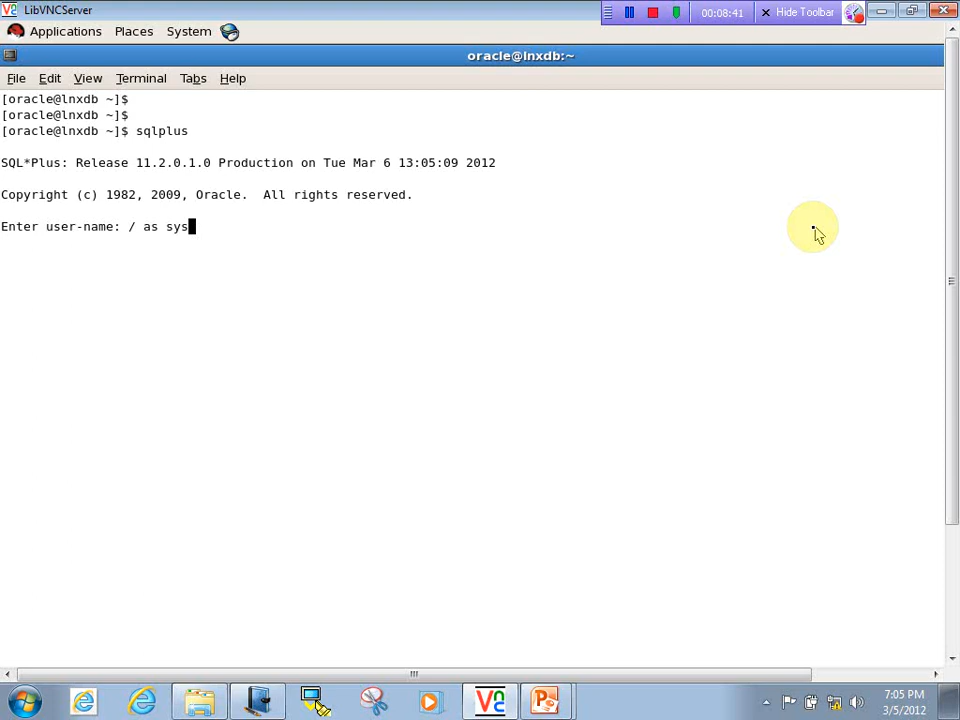 LibVNCServer
00:08:41
Hide Toolbar
Applications Places System
oracle@lnxdb:~
File Edit View Terminal Tabs Help
[oracle@lnxdb ~]$
[oracle@lnxdb ~]$
[oracle@lnxdb ~]$ sqlplus
SQL*Plus: Release 11.2.0.1.0 Production on Tue Mar 6 13:05:09 2012
Copyright (c) 1982, 2009, Oracle.  All rights reserved.
Enter user-name: / as sys
7:05 PM
3/5/2012